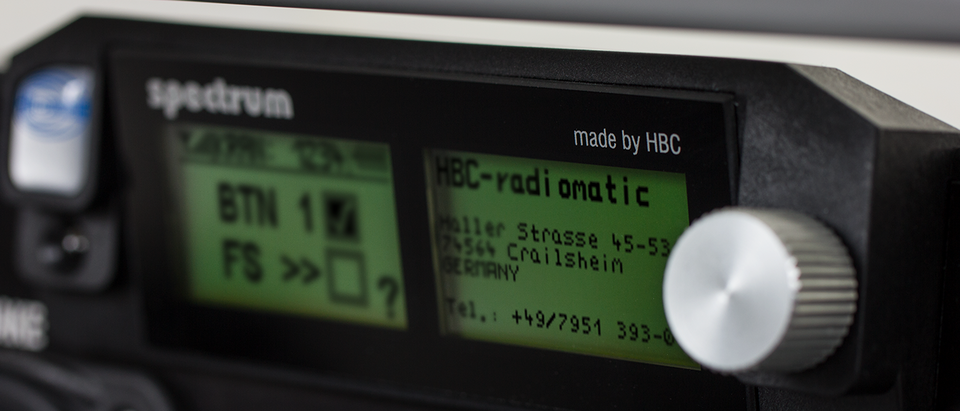 spectrum
made by HBC
BTN 1
FS >>
?
HBC-radiomatic
Haller Strasse 45-53
74564 Crailsheim
GERMANY
Tel.: +49/7951 393-0